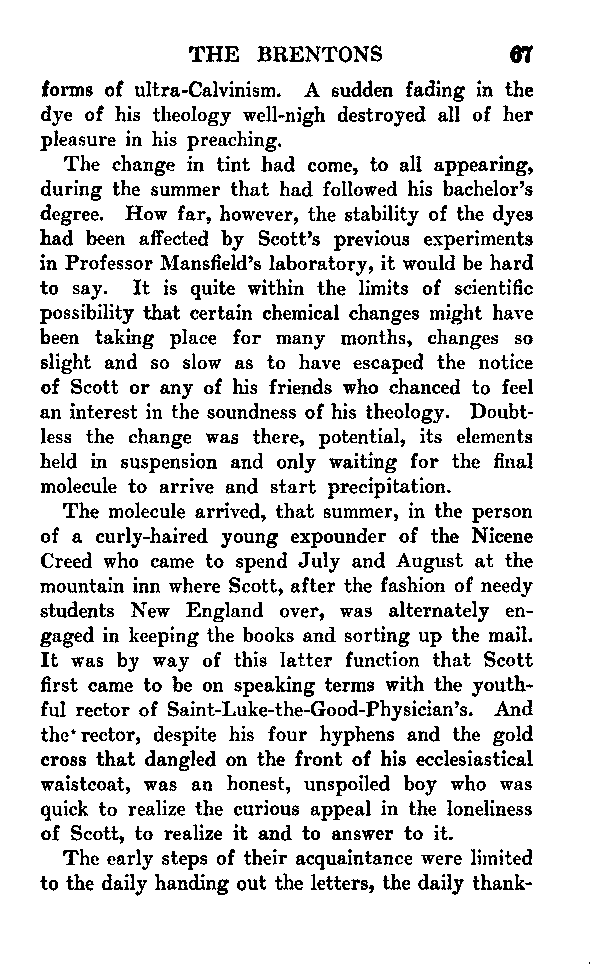 THE BRENTONS 67
forms of ultra-Calvinism. A sudden fading in the
dye of his theology well-nigh destroyed all of her
pleasure in his preaching.
The change in tint had come, to all appearing,
during the summer that had followed his bachelor's
degree. How far, however, the stability of the dyes
had been affected by Scott's previous experiments
in Professor Mansfield's laboratory, it would be hard
to say. It is quite within the limits of scientific
possibility that certain chemical changes might have
been taking place for many months, changes so
slight and so slow as to have escaped the notice
of Scott or any of his friends who chanced to feel
an interest in the soundness of his theology. Doubt-
less the change was there, potential, its elements
held in suspension and only waiting for the final
molecule to arrive and start precipitation.
The molecule arrived, that summer, in the person
of a curly-haired young expounder of the Nicene
Creed who came to spend July and August at the
mountain inn where Scott, after the fashion of needy
students New England over, was alternately en-
gaged in keeping the books and sorting up the mail.
It was by way of this latter function that Scott
first came to be on speaking terms with the youth-
ful rector of Saint-Luke-the-Good-Physician's. And
the rector, despite his four hyphens and the gold
cross that dangled on the front of his ecclesiastical
waistcoat, was an honest, unspoiled boy who was
quick to realize the curious appeal in the loneliness
of Scott, to realize it and to answer to it.
The early steps of their acquaintance were limited
to the daily handing out the letters, the daily thank-